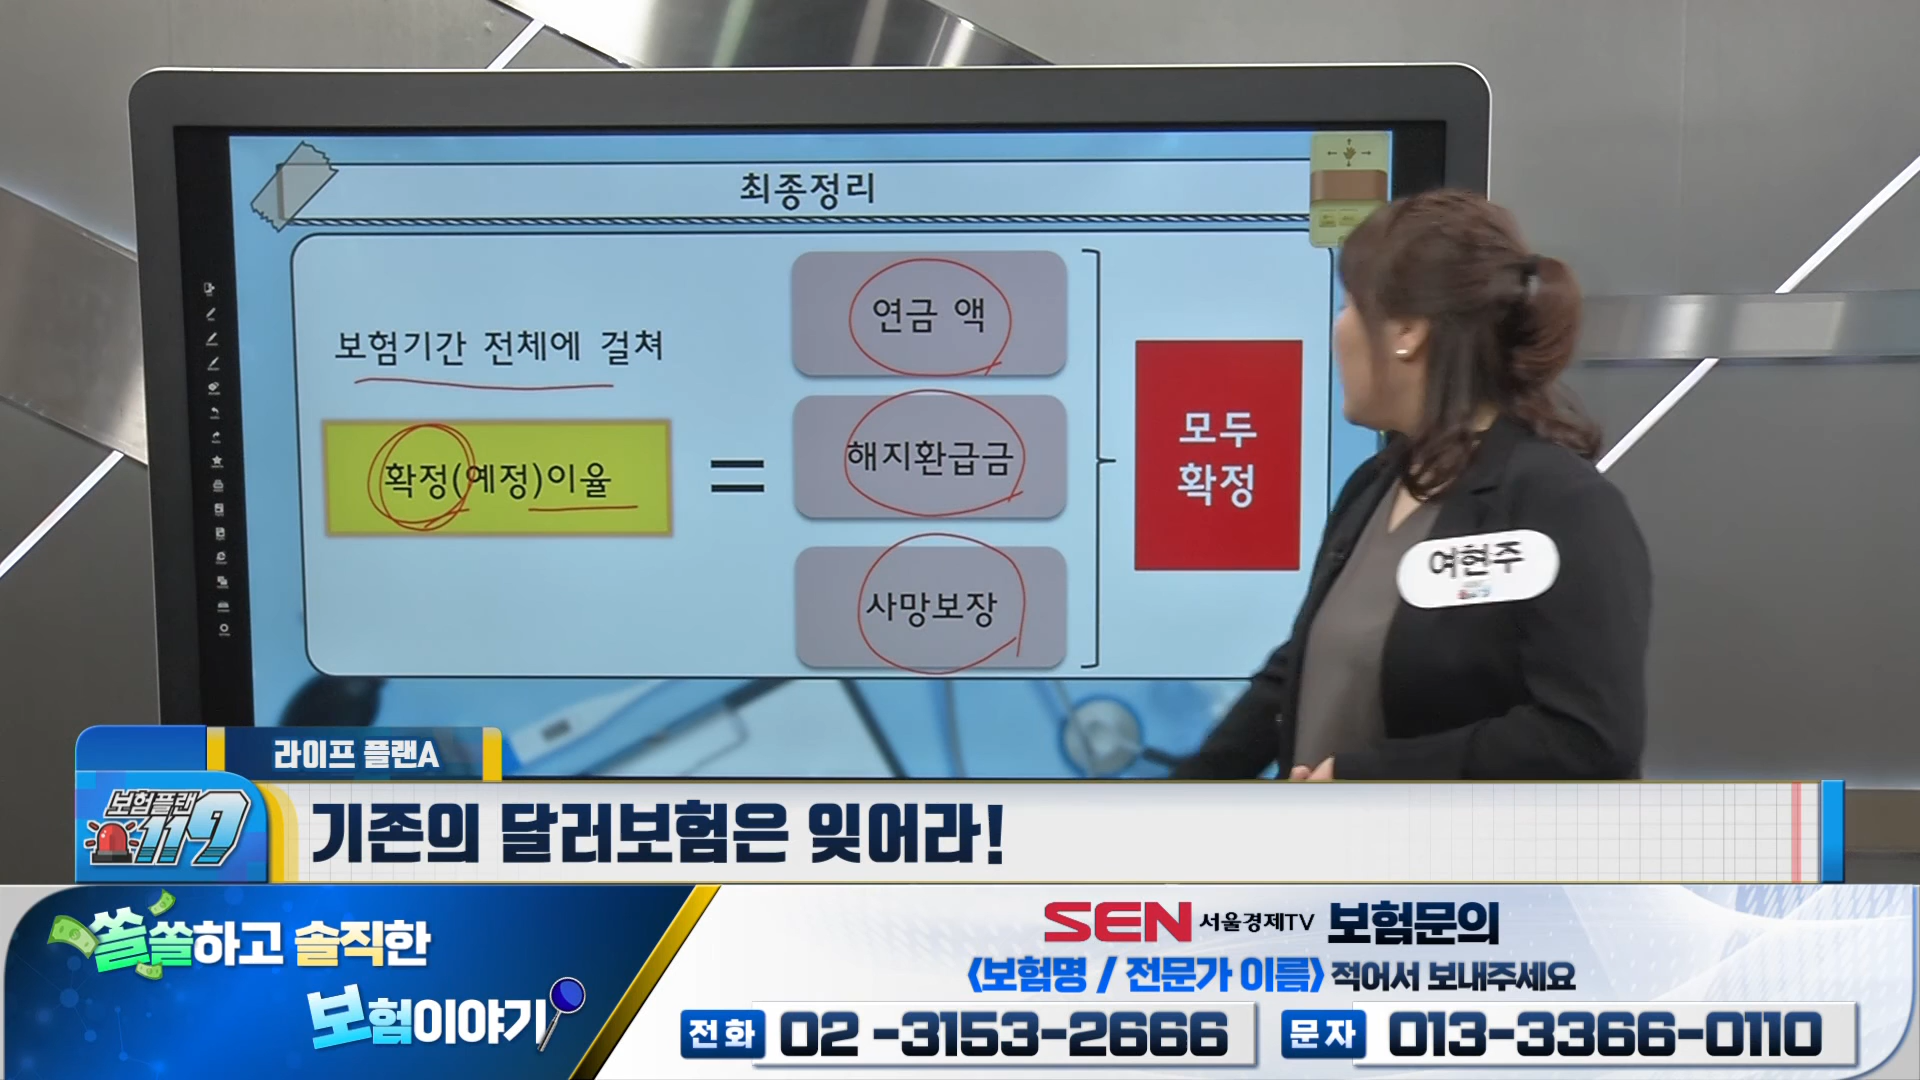 최종정리
보험기간 전체에 걸쳐
확정(예정)이율
=
연금 액
해지환급금
사망보장
모두
확정
여현주
라이프 플랜A
보험플랜
119
기존의 달러보험은 잊어라!
쏠쏠하고 솔직한
보험이야기
SEN 서울경제TV 보험문의
<보험명 / 전문가 이름> 적어서 보내주세요
전화 02-3153-2666
문자 013-3366-0110